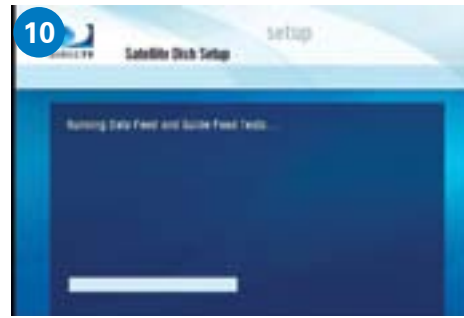 10
setup
DIRECTV
Satellite Dish Setup
Running Data Feed and Guide Feed Tests...